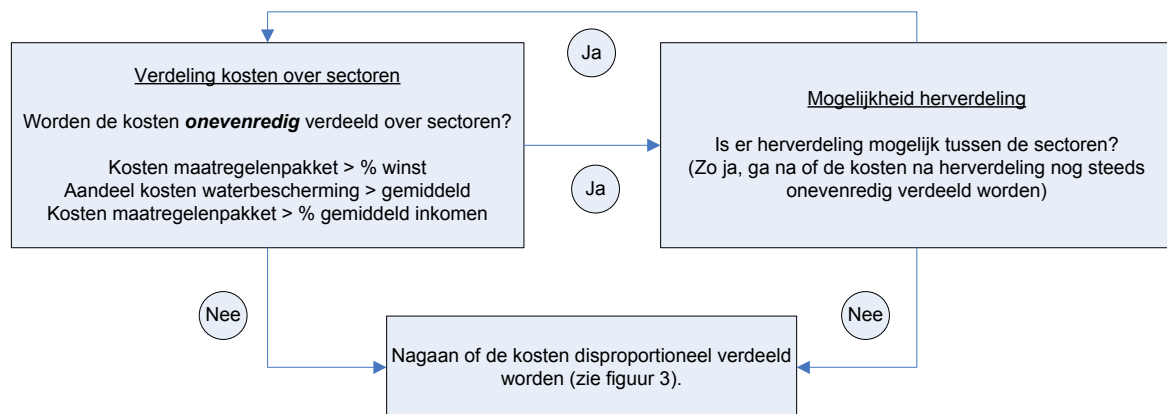 Ja
Verdeling kosten over sectoren
Worden de kosten onevenredig verdeeld over sectoren?
Kosten maatregelenpakket > % winst
Aandeel kosten waterbescherming > gemiddeld
Kosten maatregelenpakket > % gemiddeld inkomen
Ja
Mogelijkheid herverdeling
Is er herverdeling mogelijk tussen de sectoren?
(Zo ja, ga na of de kosten na herverdeling nog steeds
onevenredig verdeeld worden)
Nee
Nee
Nagaan of de kosten disproportioneel verdeeld
worden (zie figuur 3).